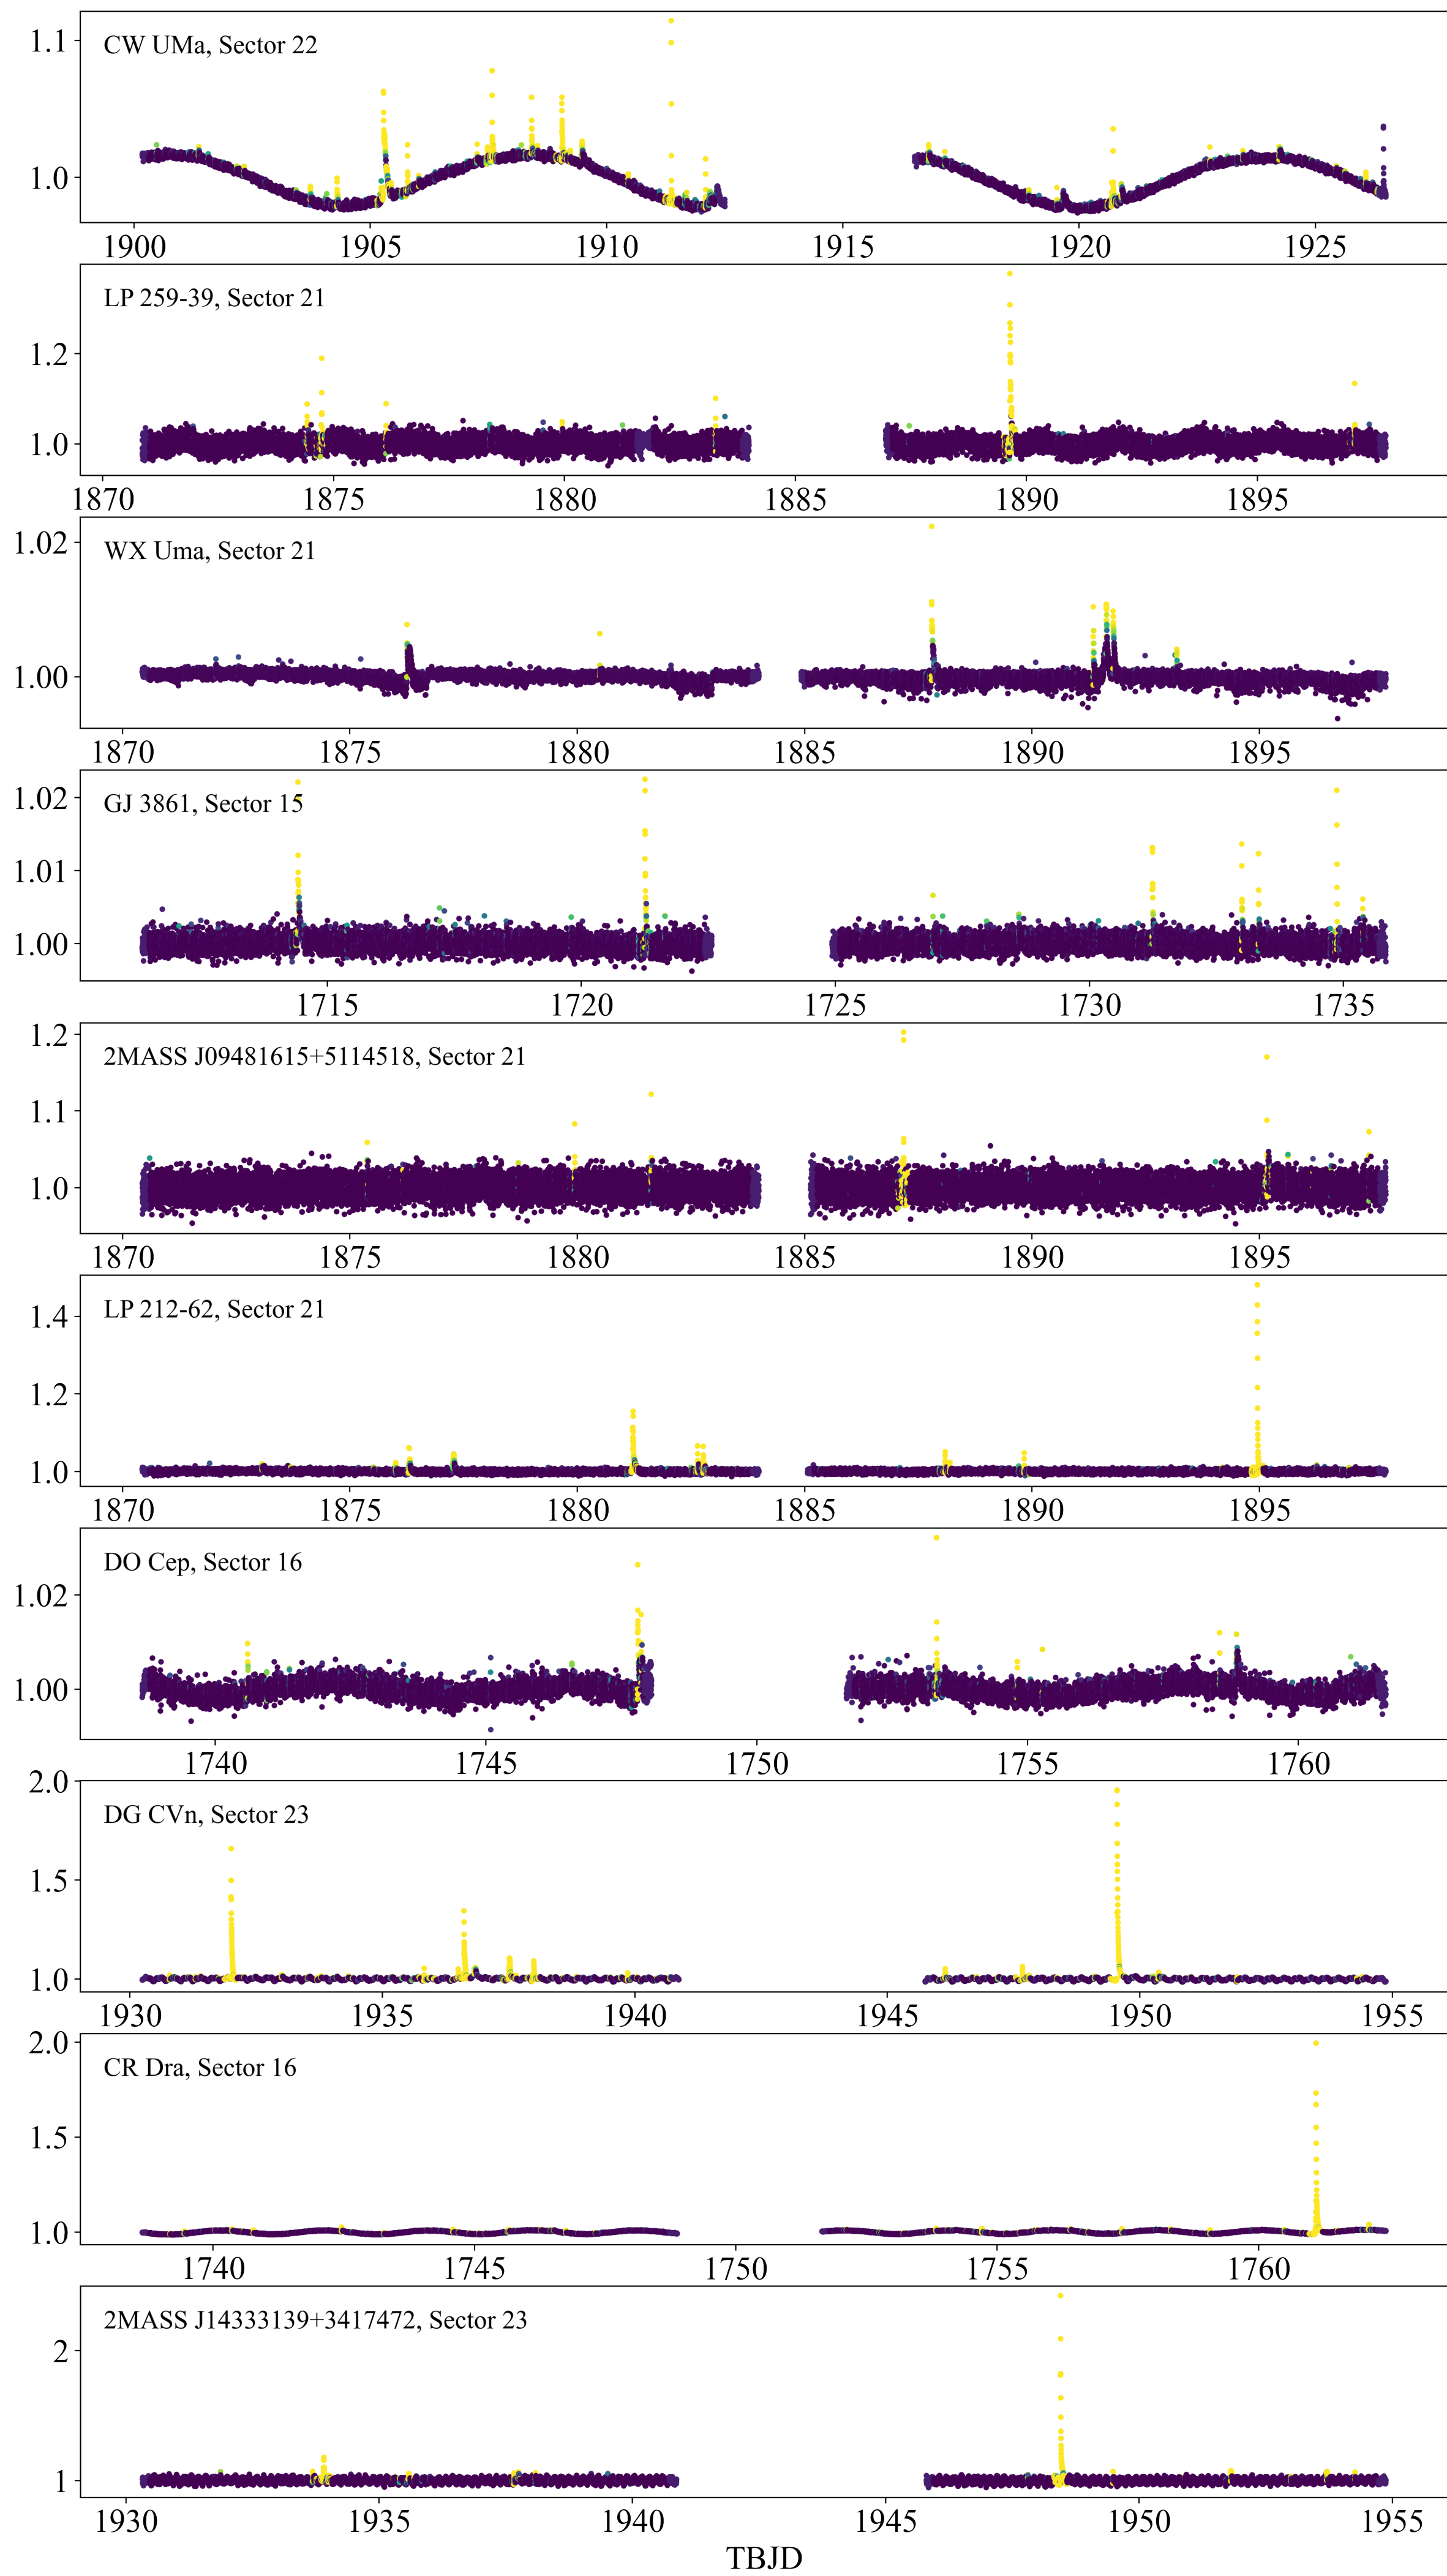 CW UMa, Sector 22
1.1
1.0
1900 1905 1910 1915 1920 1925
LP 259-39, Sector 21
1.2
1.0
1870 1875 1880 1885 1890 1895
WX Uma, Sector 21
1.02
1.00
1870 1875 1880 1885 1890 1895
GJ 3861, Sector 15
1.02
1.01
1.00
1715 1720 1725 1730 1735
2MASS J09481615+5114518, Sector 21
1.2
1.1
1.0
1870 1875 1880 1885 1890 1895
LP 212-62, Sector 21
1.4
1.2
1.0
1870 1875 1880 1885 1890 1895
DO Cep, Sector 16
1.02
1.00
1740 1745 1750 1755 1760
2.0
DG CVn, Sector 23
1.5
1.0
1930 1935 1940 1945 1950 1955
2.0
CR Dra, Sector 16
1.5
1.0
1740 1745 1750 1755 1760
2MASS J14333139+3417472, Sector 23
2
1
1930 1935 1940 1945 1950 1955
TBJD